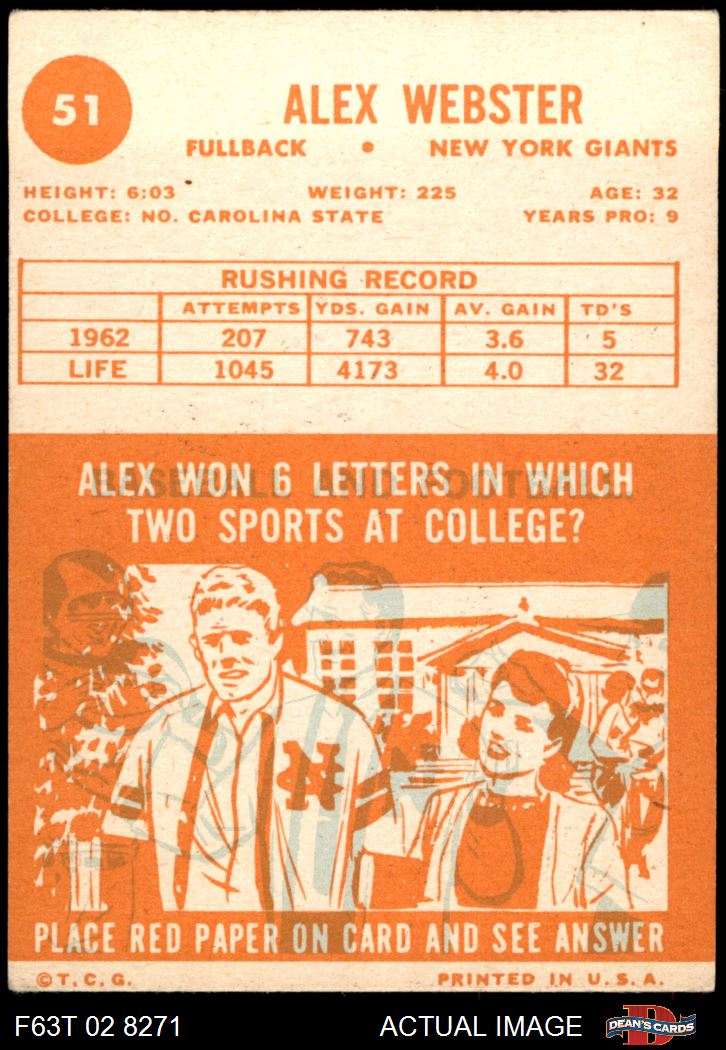 51
ALEX WEBSTER
FULLBACK • NEW YORK GIANTS
HEIGHT: 6:03 WEIGHT: 225 AGE: 32
COLLEGE: NO. CAROLINA STATE YEARS PRO: 9
RUSHING RECORD
ATTEMPTS YDS. GAIN AV. GAIN TD'S
1962 207 743 3.6 5
LIFE 1045 4173 4.0 32
ALEX WON 6 LETTERS IN WHICH
BASEBALL AND FOOTBALL.
TWO SPORTS AT COLLEGE?
N
PLACE RED PAPER ON CARD AND SEE ANSWER
© T. C. G. PRINTED IN U. S. A.
F63T 02 8271 ACTUAL IMAGE D DEAN'S CARDS